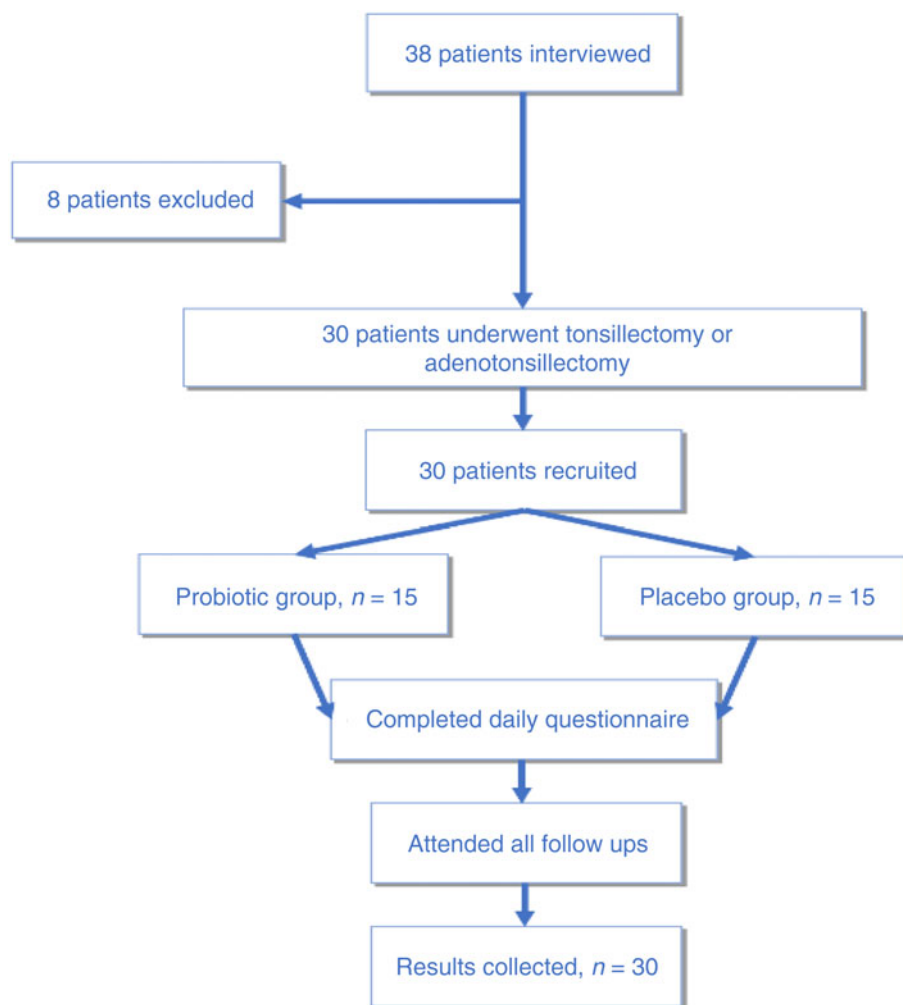 38 patients interviewed
8 patients excluded
30 patients underwent tonsillectomy or
adenotonsillectomy
30 patients recruited
Probiotic group, n = 15
Placebo group, n = 15
Completed daily questionnaire
Attended all follow ups
Results collected, n = 30